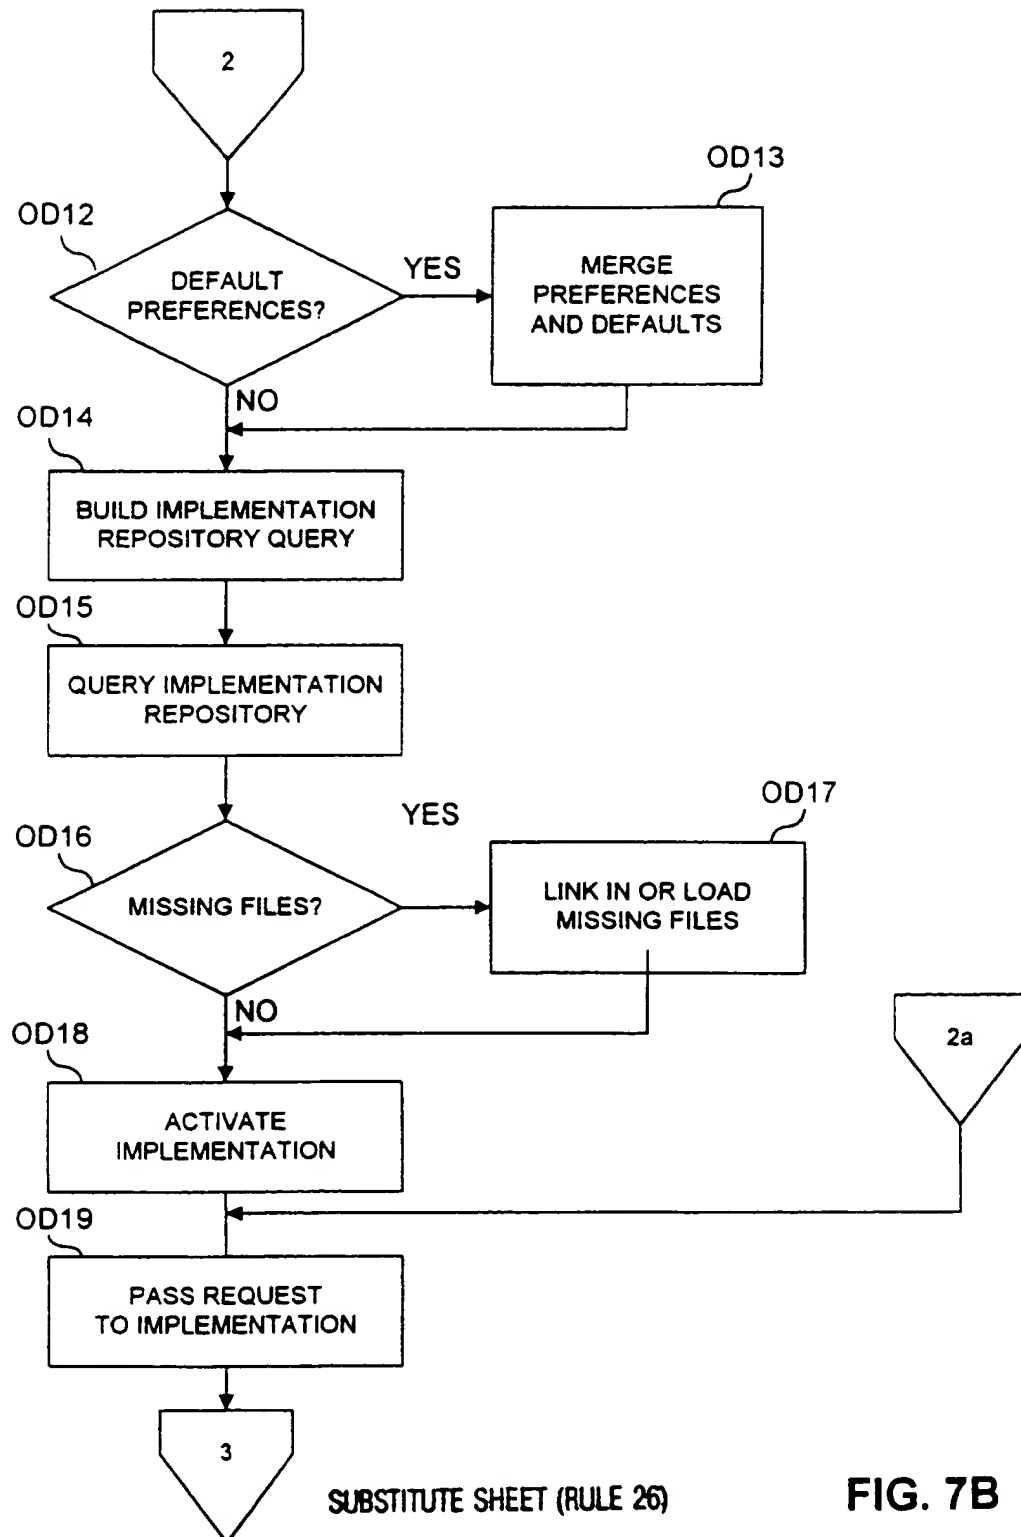 2
OD13
OD12
YES
DEFAULT
PREFERENCES?
MERGE
PREFERENCES
AND DEFAULTS
NO
OD14
BUILD IMPLEMENTATION
REPOSITORY QUERY
OD15
QUERY IMPLEMENTATION
REPOSITORY
OD17
YES
OD16
MISSING FILES?
LINK IN OR LOAD
MISSING FILES
NO
OD18
2a
ACTIVATE
IMPLEMENTATION
OD19
PASS REQUEST
TO IMPLEMENTATION
3
SUBSTITUTE SHEET (RULE 26)
FIG. 7B